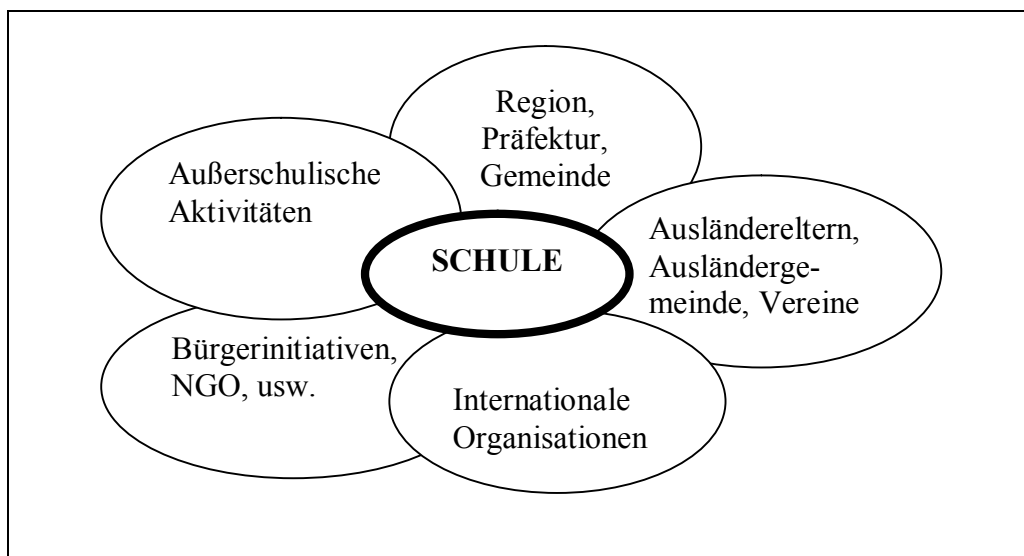 Region,
Präfektur,
Gemeinde
Außerschulische
Aktivitäten
Ausländereltern,
Ausländerge-
meinde, Vereine
SCHULE
Bürgerinitiativen,
NGO, usw.
Internationale
Organisationen